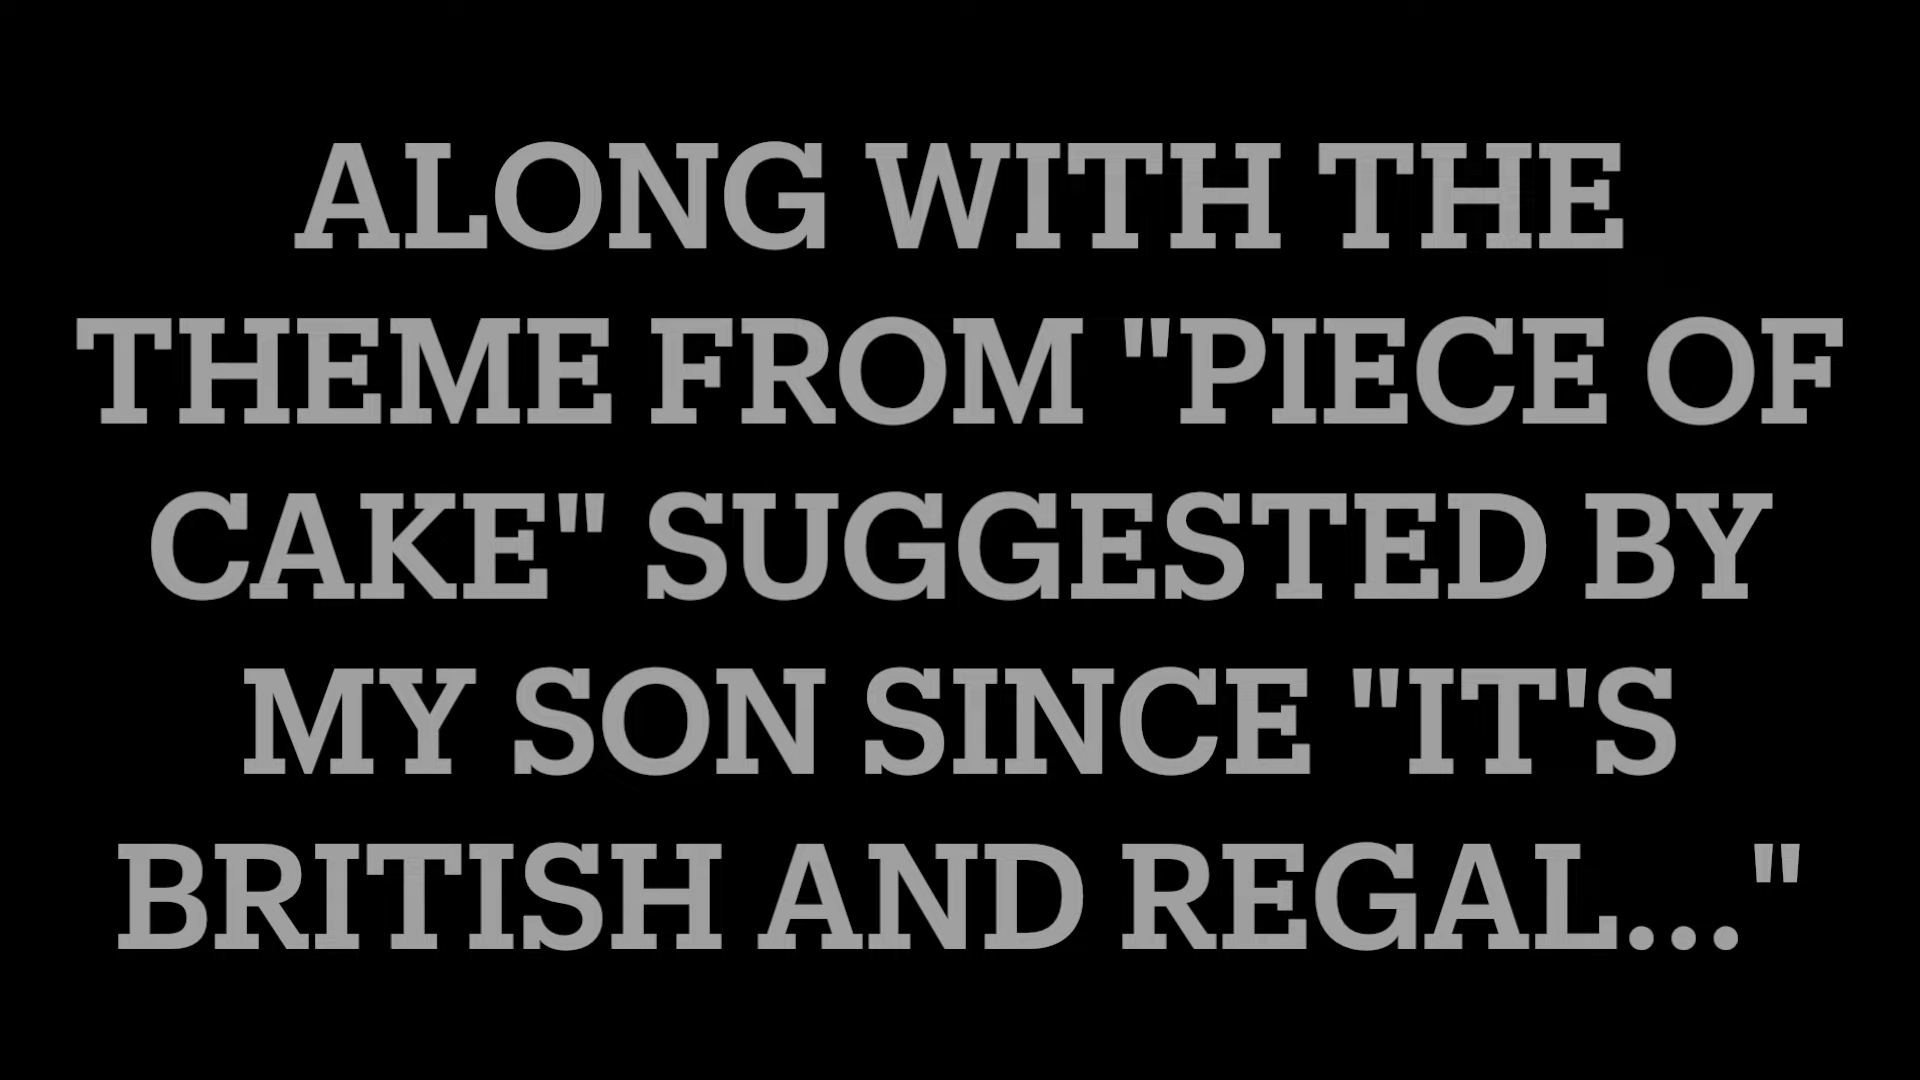 ALONG WITH THE
THEME FROM "PIECE OF
CAKE" SUGGESTED BY
MY SON SINCE "IT'S
BRITISH AND REGAL..."